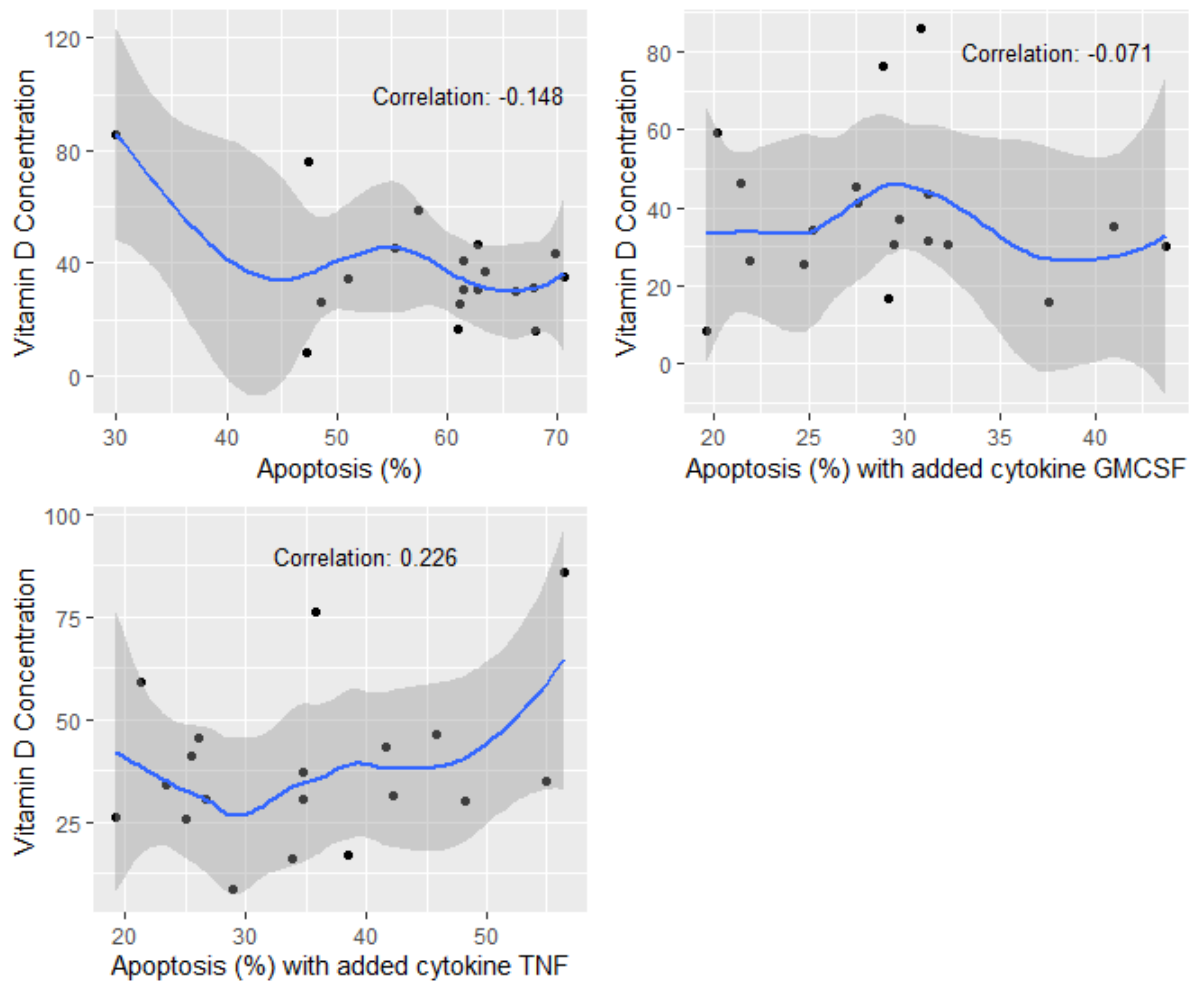 Vitamin D Concentration
120
80
40
0
Correlation: -0.148
30 40 50 60 70
Apoptosis (%)
Vitamin D Concentration
80
60
40
20
0
Correlation: -0.071
20 25 30 35 40
Apoptosis (%) with added cytokine GMCSF
Vitamin D Concentration
100
75
50
25
Correlation: 0.226
20 30 40 50
Apoptosis (%) with added cytokine TNF